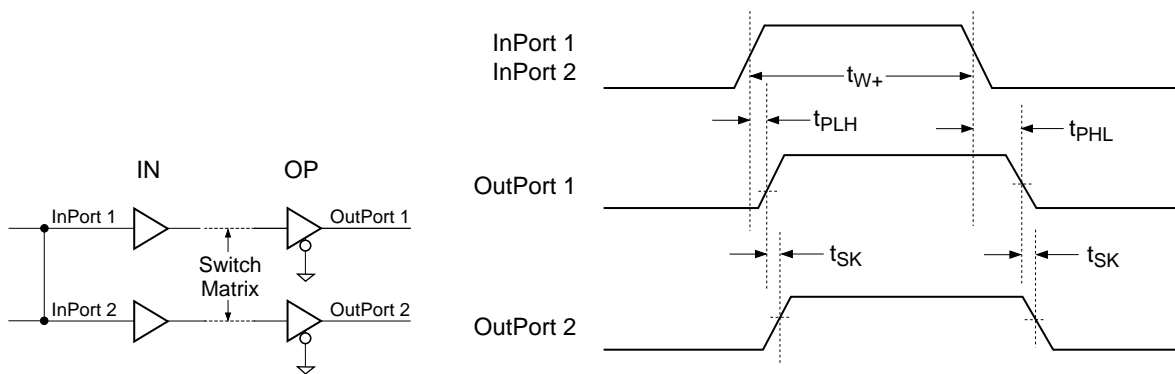 IN
OP
InPort 1
OutPort 1
Switch
Matrix
InPort 2
OutPort 2
InPort 1
InPort 2
tW+
tPLH
tPHL
OutPort 1
tSK
tSK
OutPort 2